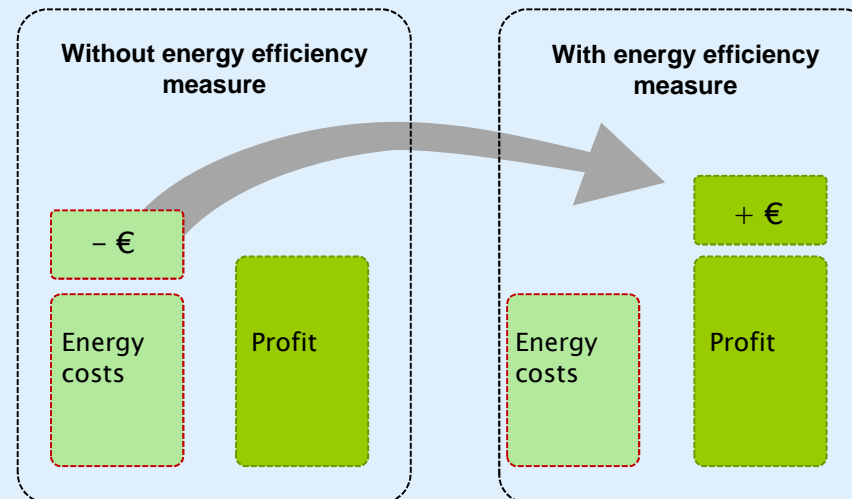 Without energy efficiency
measure
– €
Energy
costs
Profit
With energy efficiency
measure
+ €
Energy
costs
Profit